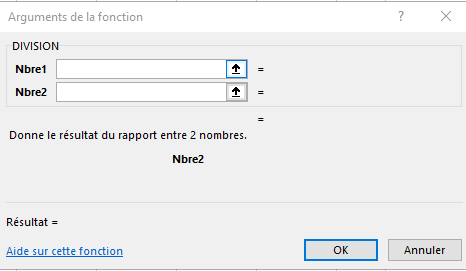 Arguments de la fonction ? ×
DIVISION
Nbre1 =
Nbre2 =
=
Donne le résultat du rapport entre 2 nombres.
Nbre2
Résultat =
Aide sur cette fonction OK Annuler